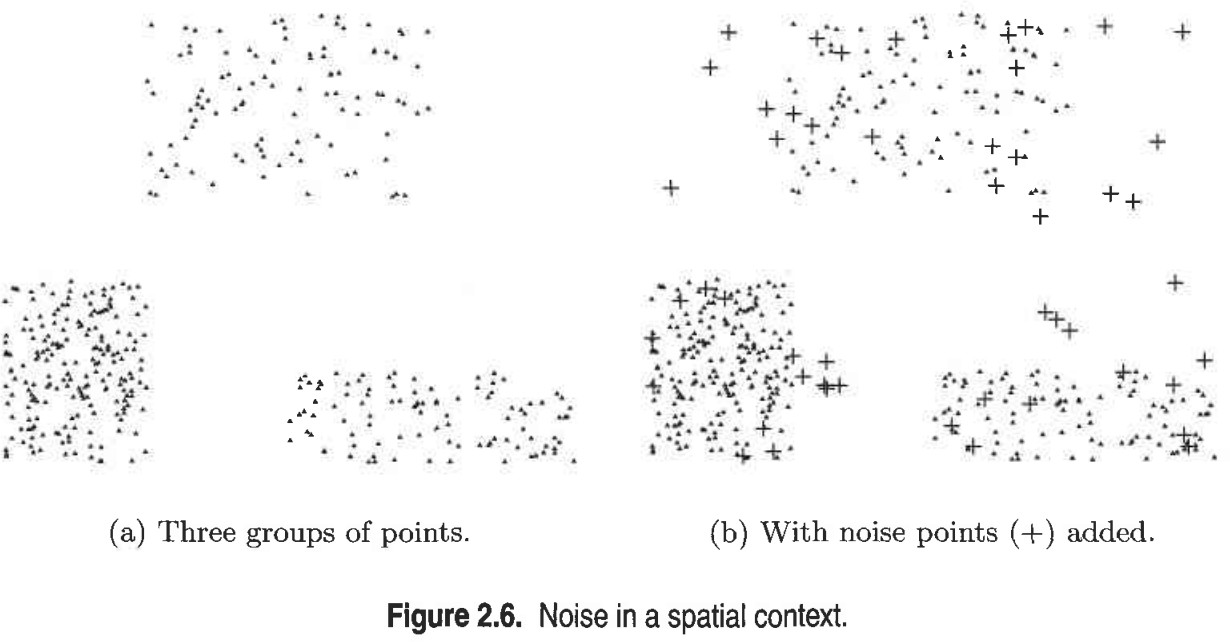 (a) Three groups of points.
(b) With noise points (+) added.
Figure 2.6. Noise in a spatial context.